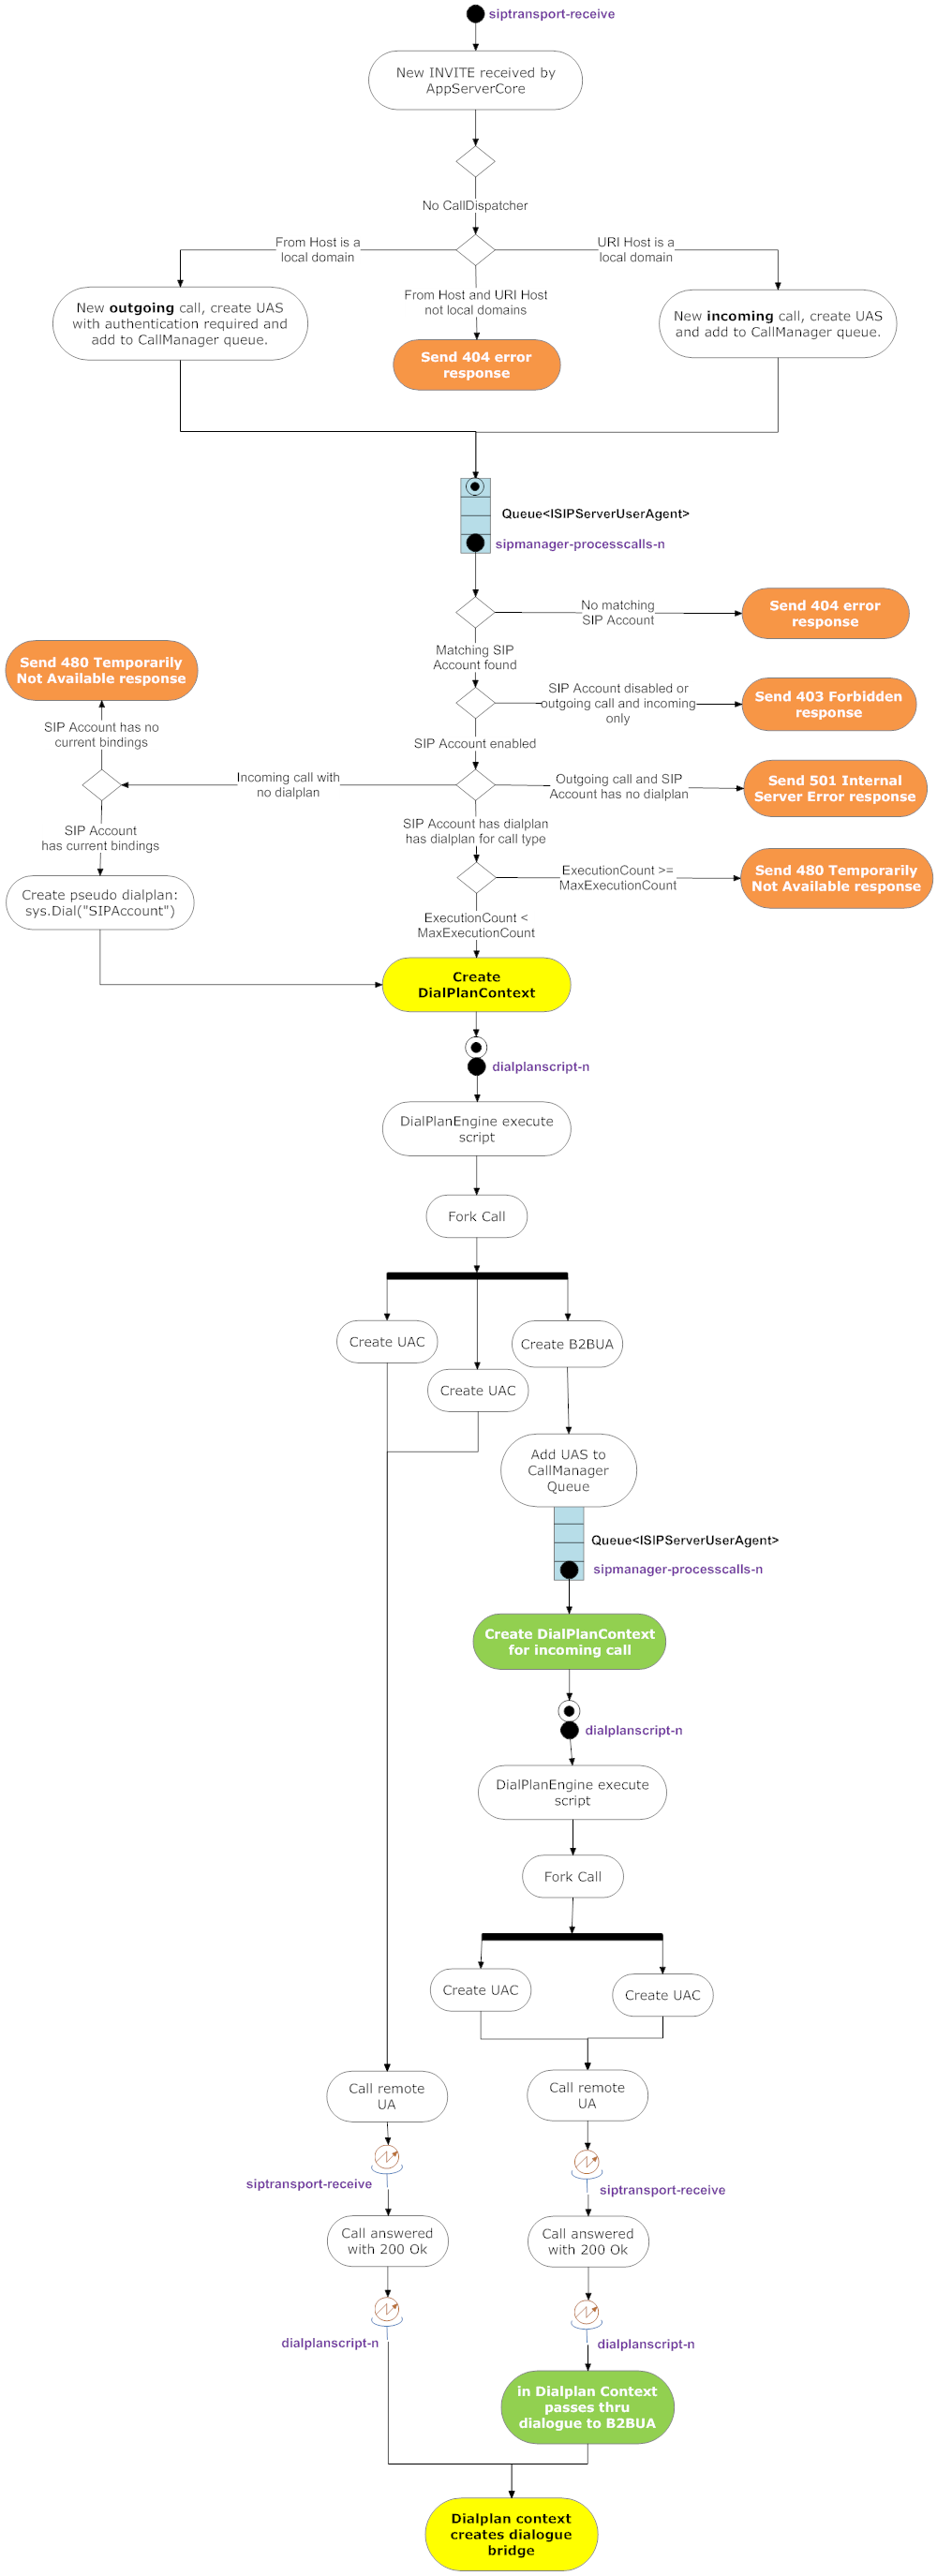 siptransport-receive
New INVITE received by
AppServerCore
No CallDispatcher
From Host is a
local domain
URI Host is a
local domain
From Host and URI Host
not local domains
New outgoing call, create UAS
with authentication required and
add to CallManager queue.
New incoming call, create UAS
and add to CallManager queue.
Send 404 error
response
Queue<ISIPServerUserAgent>
sipmanager-processcalls-n
No matching
SIP Account
Send 404 error
response
Matching SIP
Account found
Send 480 Temporarily
Not Available response
SIP Account disabled or
outgoing call and incoming
only
Send 403 Forbidden
response
SIP Account has no
current bindings
SIP Account enabled
Incoming call with
no dialplan
Outgoing call and SIP
Account has no dialplan
Send 501 Internal
Server Error response
SIP Account
has current bindings
SIP Account has dialplan
has dialplan for call type
ExecutionCount >=
MaxExecutionCount
Send 480 Temporarily
Not Available response
Create pseudo dialplan:
sys.Dial("SIPAccount")
ExecutionCount <
MaxExecutionCount
Create
DialPlanContext
dialplanscript-n
DialPlanEngine execute
script
Fork Call
Create UAC
Create B2BUA
Create UAC
Add UAS to
CallManager
Queue
Queue<ISIPServerUserAgent>
sipmanager-processcalls-n
Create DialPlanContext
for incoming call
dialplanscript-n
DialPlanEngine execute
script
Fork Call
Create UAC
Create UAC
Call remote
UA
Call remote
UA
siptransport-receive
siptransport-receive
Call answered
with 200 Ok
Call answered
with 200 Ok
dialplanscript-n
dialplanscript-n
in Dialplan Context
passes thru
dialogue to B2BUA
Dialplan context
creates dialogue
bridge